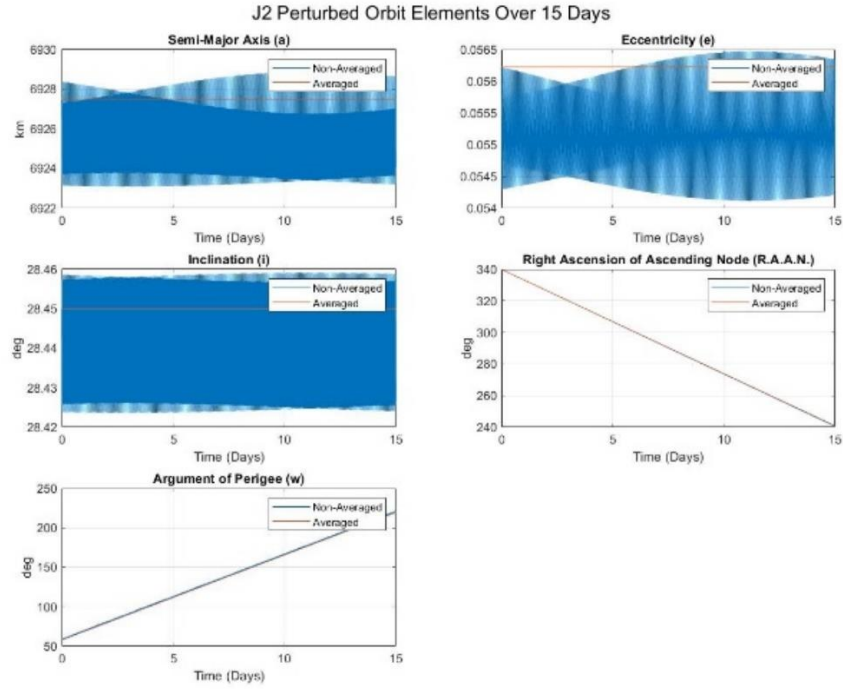 J2 Perturbed Orbit Elements Over 15 Days
Semi-Major Axis (a)
6930
6928
6926
6924
6922
km
0
5
10
15
Time (Days)
Non-Averaged
Averaged
Eccentricity (e)
0.0565
0.056
0.0555
0.055
0.0545
0.054
0
5
10
15
Time (Days)
Non-Averaged
Averaged
Inclination (i)
28.46
28.45
28.44
28.43
28.42
deg
0
5
10
15
Time (Days)
Non-Averaged
Averaged
Right Ascension of Ascending Node (R.A.A.N.)
340
320
300
280
260
240
deg
0
5
10
15
Time (Days)
Non-Averaged
Averaged
Argument of Perigee (w)
250
200
150
100
50
deg
0
5
10
15
Time (Days)
Non-Averaged
Averaged